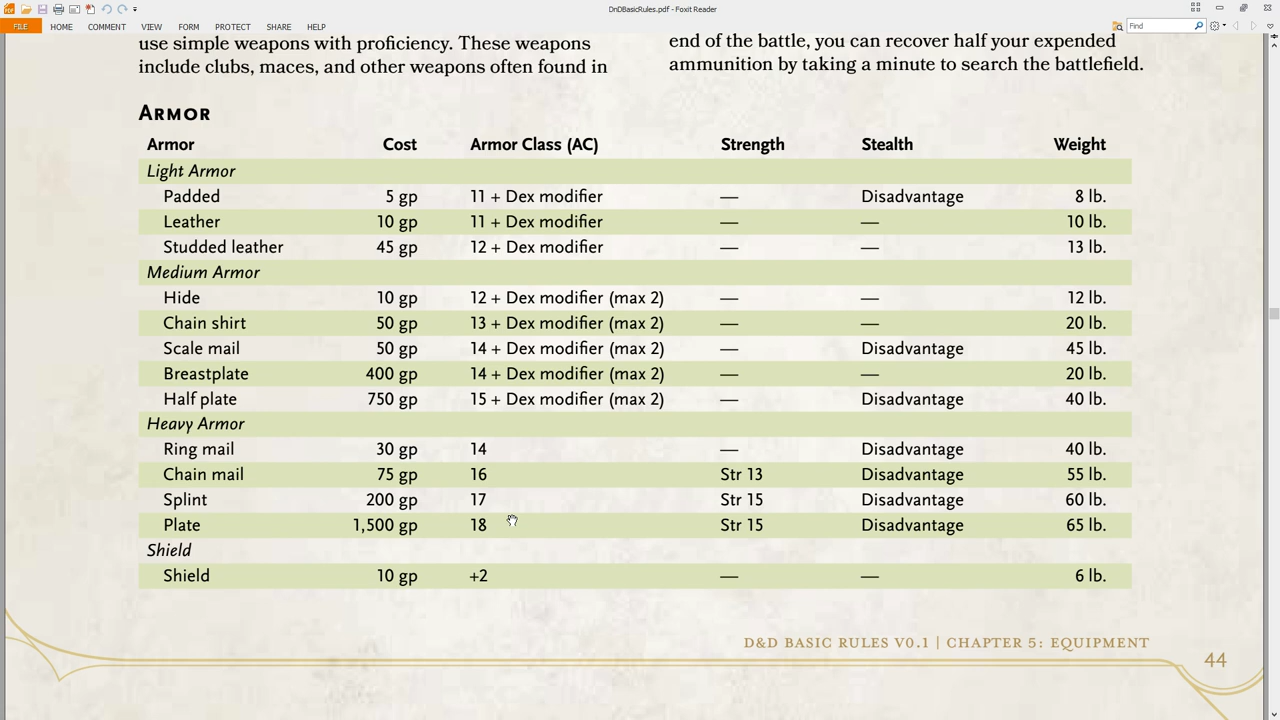 DnDBasicRules.pdf - Foxit Reader
FILE HOME COMMENT VIEW FORM PROTECT SHARE HELP Find
use simple weapons with proficiency. These weapons
include clubs, maces, and other weapons often found in
end of the battle, you can recover half your expended
ammunition by taking a minute to search the battlefield.
ARMOR
Armor Cost Armor Class (AC) Strength Stealth Weight
Light Armor
Padded 5 gp 11 + Dex modifier — Disadvantage 8 lb.
Leather 10 gp 11 + Dex modifier — — 10 lb.
Studded leather 45 gp 12 + Dex modifier — — 13 lb.
Medium Armor
Hide 10 gp 12 + Dex modifier (max 2) — — 12 lb.
Chain shirt 50 gp 13 + Dex modifier (max 2) — — 20 lb.
Scale mail 50 gp 14 + Dex modifier (max 2) — Disadvantage 45 lb.
Breastplate 400 gp 14 + Dex modifier (max 2) — — 20 lb.
Half plate 750 gp 15 + Dex modifier (max 2) — Disadvantage 40 lb.
Heavy Armor
Ring mail 30 gp 14 — Disadvantage 40 lb.
Chain mail 75 gp 16 Str 13 Disadvantage 55 lb.
Splint 200 gp 17 Str 15 Disadvantage 60 lb.
Plate 1,500 gp 18 Str 15 Disadvantage 65 lb.
Shield
Shield 10 gp +2 — — 6 lb.
D&D BASIC RULES V0.1 | CHAPTER 5: EQUIPMENT
44